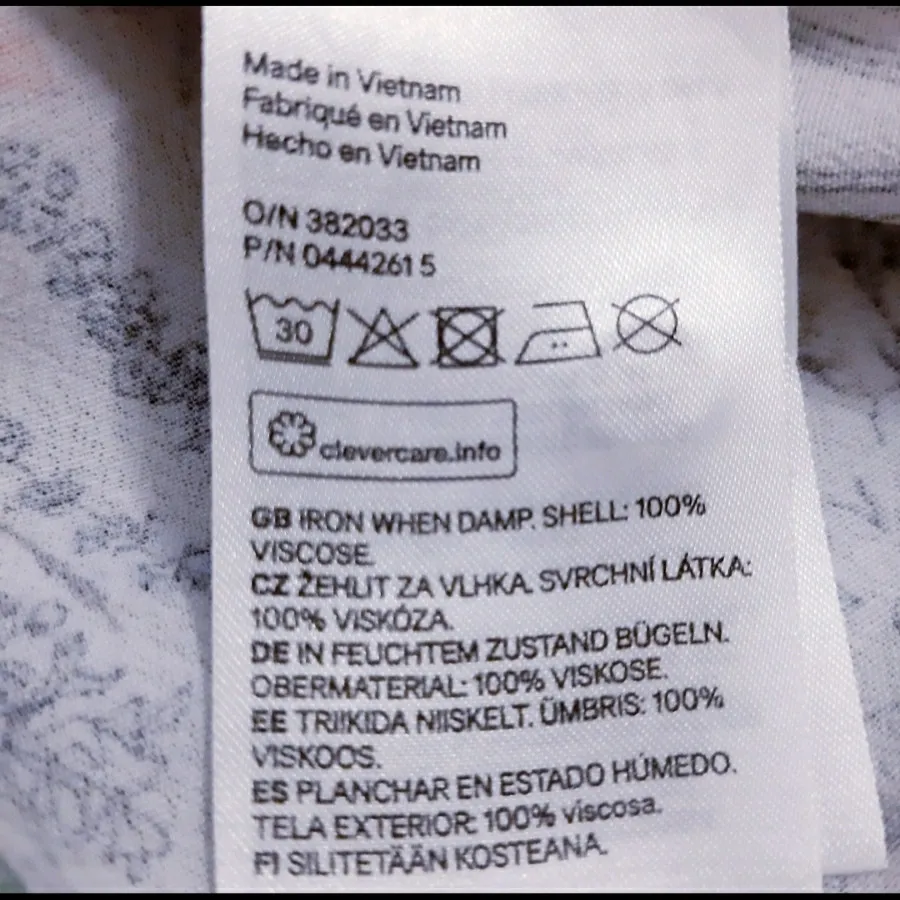 Made in Vietnam
Fabriqué en Vietnam
Hecho en Vietnam
O/N 382033
P/N 0444261 5
30
clevercare.info
GB IRON WHEN DAMP. SHELL: 100%
VISCOSE.
CZ ŽEHLIT ZA VLHKA. SVRCHNÍ LÁTKA:
100% VISKÓZA.
DE IN FEUCHTEM ZUSTAND BÜGELN.
OBERMATERIAL: 100% VISKOSE.
EE TRIIKIDA NIISKELT. ÜMBRIS: 100%
VISKOOS.
ES PLANCHAR EN ESTADO HÚMEDO.
TELA EXTERIOR: 100% viscosa.
FI SILITETÄÄN KOSTEANA.